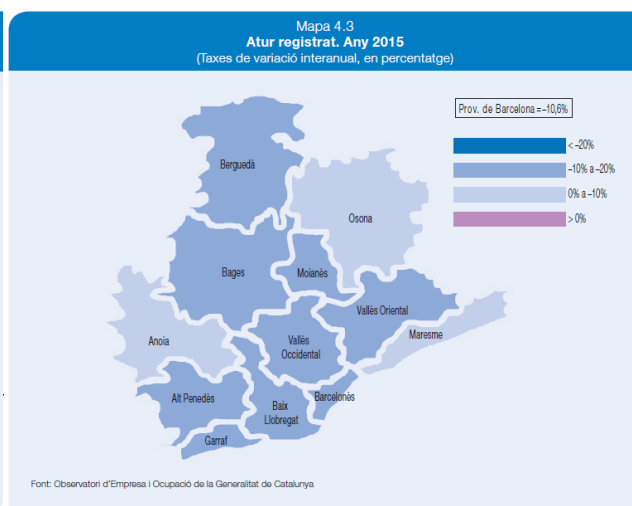 Mapa 4.3
Atur registrat. Any 2015
(Taxes de variació interanual, en percentatge)
Prov. de Barcelona = –10,6%
< –20%
–10% a –20%
0% a –10%
> 0%
Berguedà
Osona
Bages
Moianès
Vallès Oriental
Maresme
Anoia
Vallès
Occidental
Alt Penedès
Baix
Llobregat
Barcelonès
Garraf
Font: Observatori d'Empresa i Ocupació de la Generalitat de Catalunya